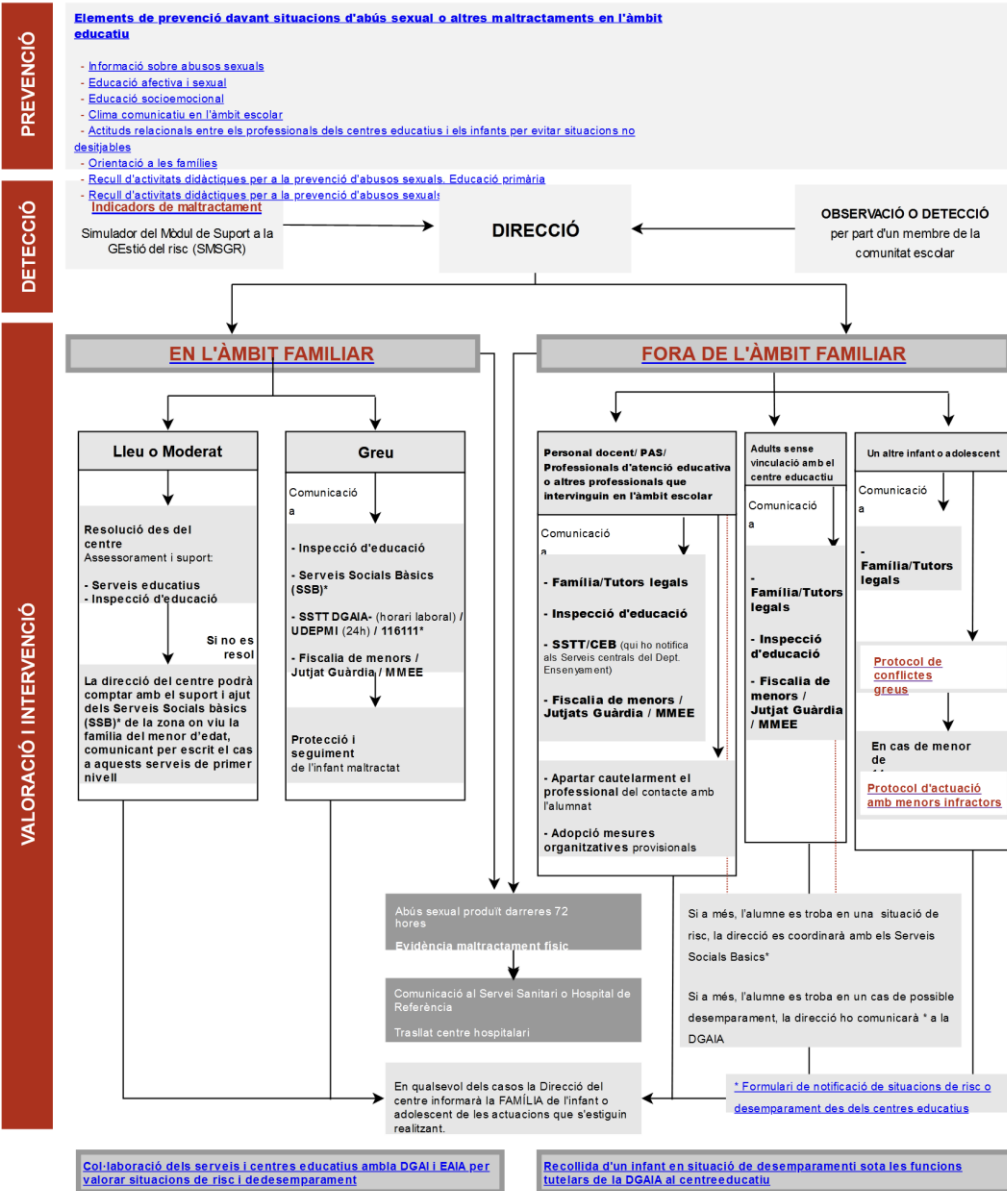 PREVENCIÓ
Elements de prevenció davant situacions d'abús sexual o altres maltractaments en l'àmbit
educatiu
- Informació sobre abusos sexuals
- Educació afectiva i sexual
- Educació socioemocional
- Clima comunicatiu en l'àmbit escolar
- Actituds relacionals entre els professionals dels centres educatius i els infants per evitar situacions no
desitjables
- Orientació a les famílies
- Recull d'activitats didàctiques per a la prevenció d'abusos sexuals. Educació primària
- Recull d'activitats didàctiques per a la prevenció d'abusos sexuals
DETECCIÓ
Indicadors de maltractament
Simulador del Mòdul de Suport a la
GEstió del risc (SMSGR)
DIRECCIÓ
OBSERVACIÓ O DETECCIÓ
per part d'un membre de la
comunitat escolar
VALORACIÓ I INTERVENCIÓ
EN L'ÀMBIT FAMILIAR
FORA DE L'ÀMBIT FAMILIAR
Lleu o Moderat
Resolució des del
centre
Assessorament i suport:
- Serveis educatius
- Inspecció d'educació
Si no es
resol
La direcció del centre podrà
comptar amb el suport i ajut
dels Serveis Socials bàsics
(SSB)* de la zona on viu la
família del menor d'edat,
comunicant per escrit el cas
a aquests serveis de primer
nivell
Greu
Comunicació
a
- Inspecció d'educació
- Serveis Socials Bàsics
(SSB)*
- SSTT DGAIA- (horari laboral) /
UDEPMI (24h) / 116111*
- Fiscalia de menors /
Jutjat Guàrdia / MMEE
Protecció i
seguiment
de l'infant maltractat
Personal docent/ PAS/
Professionals d'atenció educativa
o altres professionals que
intervinguin en l'àmbit escolar
Comunicació
a
- Família/Tutors legals
- Inspecció d'educació
- SSTT/CEB (qui ho notifica
als Serveis centrals del Dept.
Ensenyament)
- Fiscalia de menors /
Jutjats Guàrdia / MMEE
- Apartar cautelarment el
professional del contacte amb
l'alumnat
- Adopció mesures
organitzatives provisionals
Adults sense
vinculació amb el
centre educactiu
Comunicació
a
-
Família/Tutors
legals
- Inspecció
d'educació
- Fiscalia de
menors /
Jutjat Guàrdia
/ MMEE
Un altre infant o adolescent
Comunicació
a
-
Família/Tutors
legals
Protocol de
conflictes
greus
En cas de menor
de
Protocol d'actuació
amb menors infractors
Abús sexual produït darreres 72
hores
Evidència maltractament físic
Comunicació al Servei Sanitari o Hospital de
Referència
Trasllat centre hospitalari
Si a més, l'alumne es troba en una situació de
risc, la direcció es coordinarà amb els Serveis
Socials Basics*
Si a més, l'alumne es troba en un cas de possible
desemparament, la direcció ho comunicarà * a la
DGAIA
En qualsevol dels casos la Direcció del
centre informarà la FAMÍLIA de l'infant o
adolescent de les actuacions que s'estiguin
realitzant.
* Formulari de notificació de situacions de risc o
desemparament des dels centres educatius
Col·laboració dels serveis i centres educatius ambla DGAI i EAIA per
valorar situacions de risc i dedesemparament
Recollida d'un infant en situació de desemparamenti sota les funcions
tutelars de la DGAIA al centreeducatiu